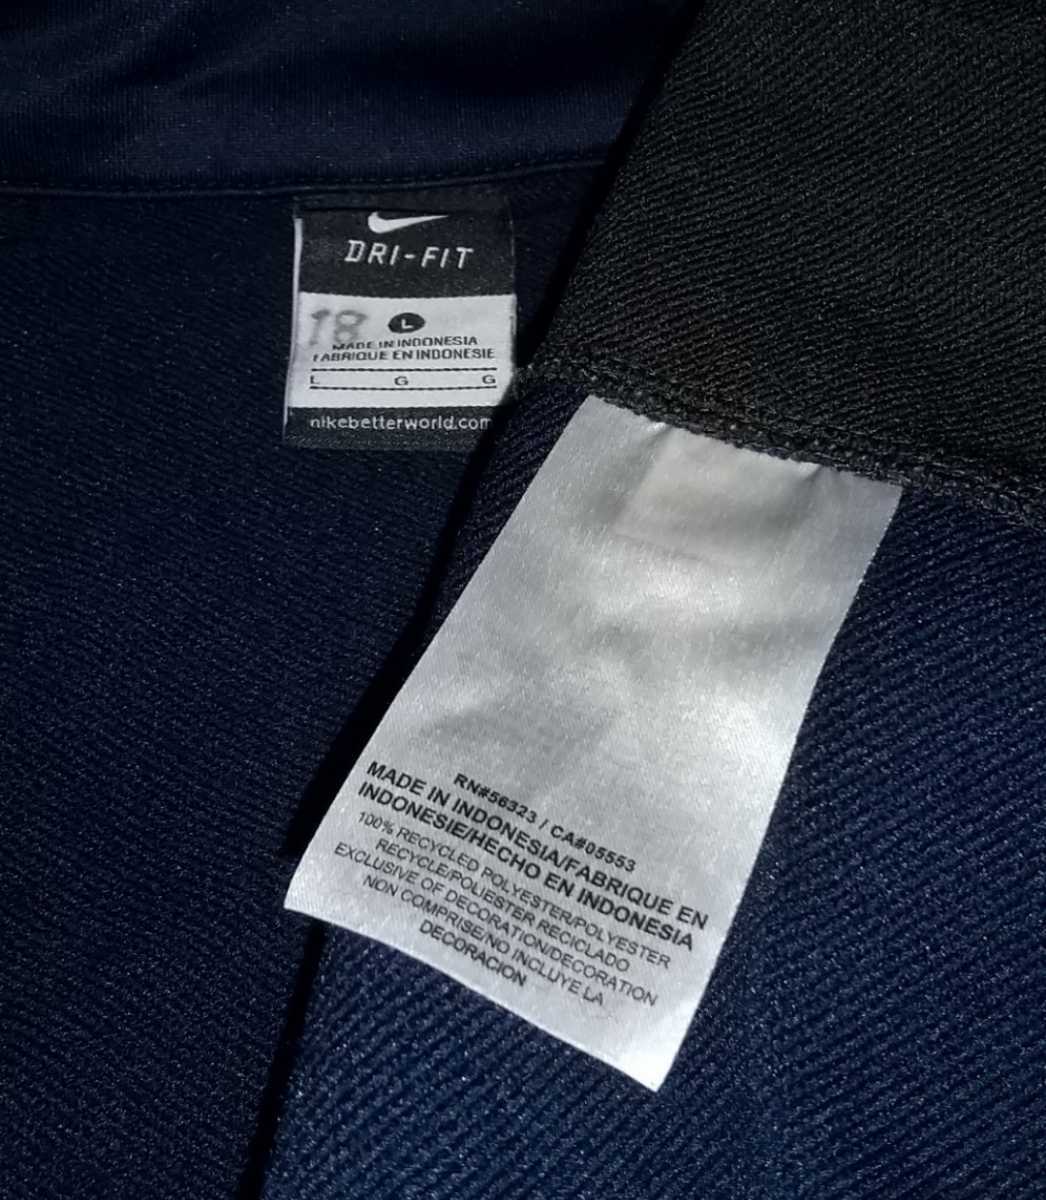 DRI-FIT
18 L
MADE IN INDONESIA
FABRIQUE EN INDONESIE
L G G
nikebetterworld.com
RN#56323 / CA#05553
MADE IN INDONESIA/FABRIQUE EN
INDONESIE/HECHO EN INDONESIA
100% RECYCLED POLYESTER/POLYESTER
RECYCLE/POLIESTER RECICLADO
EXCLUSIVE OF DECORATION/DECORATION
NON COMPRISE/NO INCLUYE LA
DECORACION